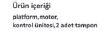 Ürün içeriği
platform,motor,
kontrol ünitesi,2 adet tampon